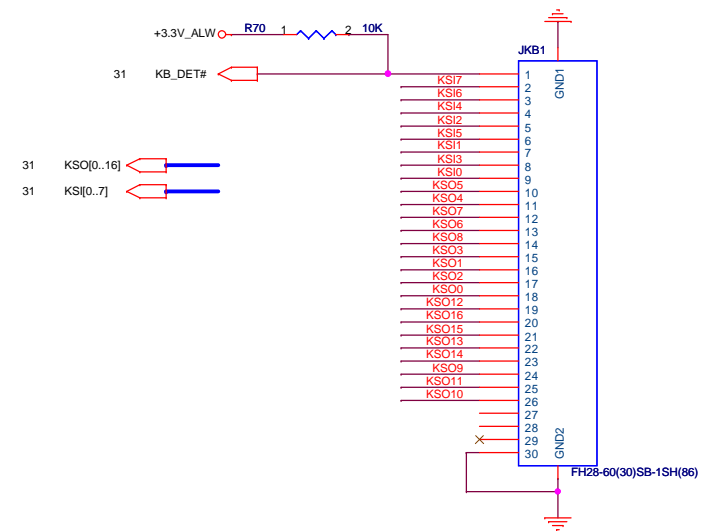 +3.3V_ALW R70 1 2 10K
JKB1
31 KB_DET#
GND1
1
KSI7 2
KSI6 3
KSI4 4
KSI2 5
KSI5 6
KSI1 7
KSI3 8
KSI0 9
KSO5 10
KSO4 11
KSO7 12
KSO6 13
KSO8 14
KSO3 15
KSO1 16
KSO2 17
KSO0 18
KSO12 19
KSO16 20
KSO15 21
KSO13 22
KSO14 23
KSO9 24
KSO11 25
KSO10 26
27
28
29
30
GND2
31 KSO[0..16]
31 KSI[0..7]
FH28-60(30)SB-1SH(86)